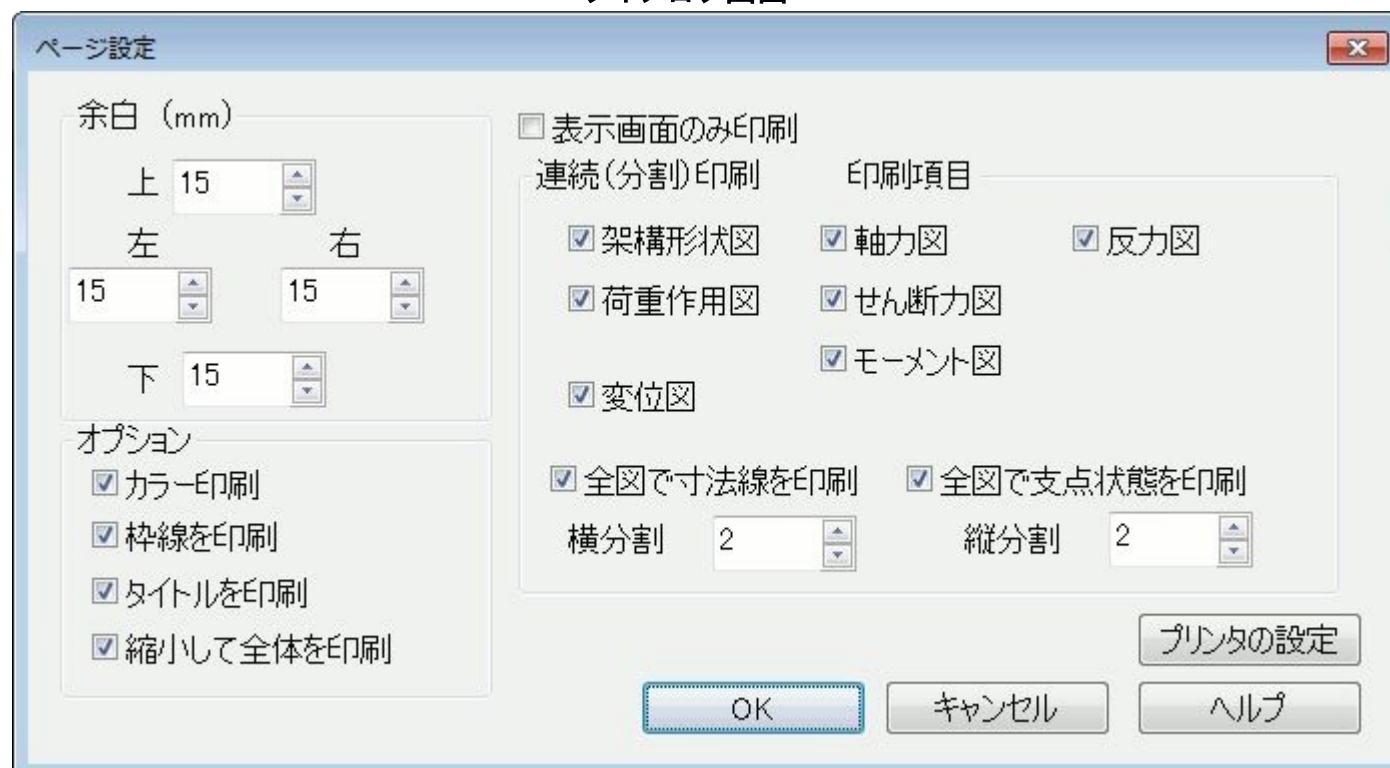 ページ設定
余白 (mm)
上 15
左 右
15 15
下 15
オプション
カラー印刷
枠線を印刷
タイトルを印刷
縮小して全体を印刷
表示画面のみ印刷
連続(分割)印刷 印刷項目
架構形状図 軸力図 反力図
荷重作用図 せん断力図
モーメント図
変位図
全図で寸法線を印刷 全図で支点状態を印刷
横分割 2 縦分割 2
プリンタの設定
OK キャンセル ヘルプ